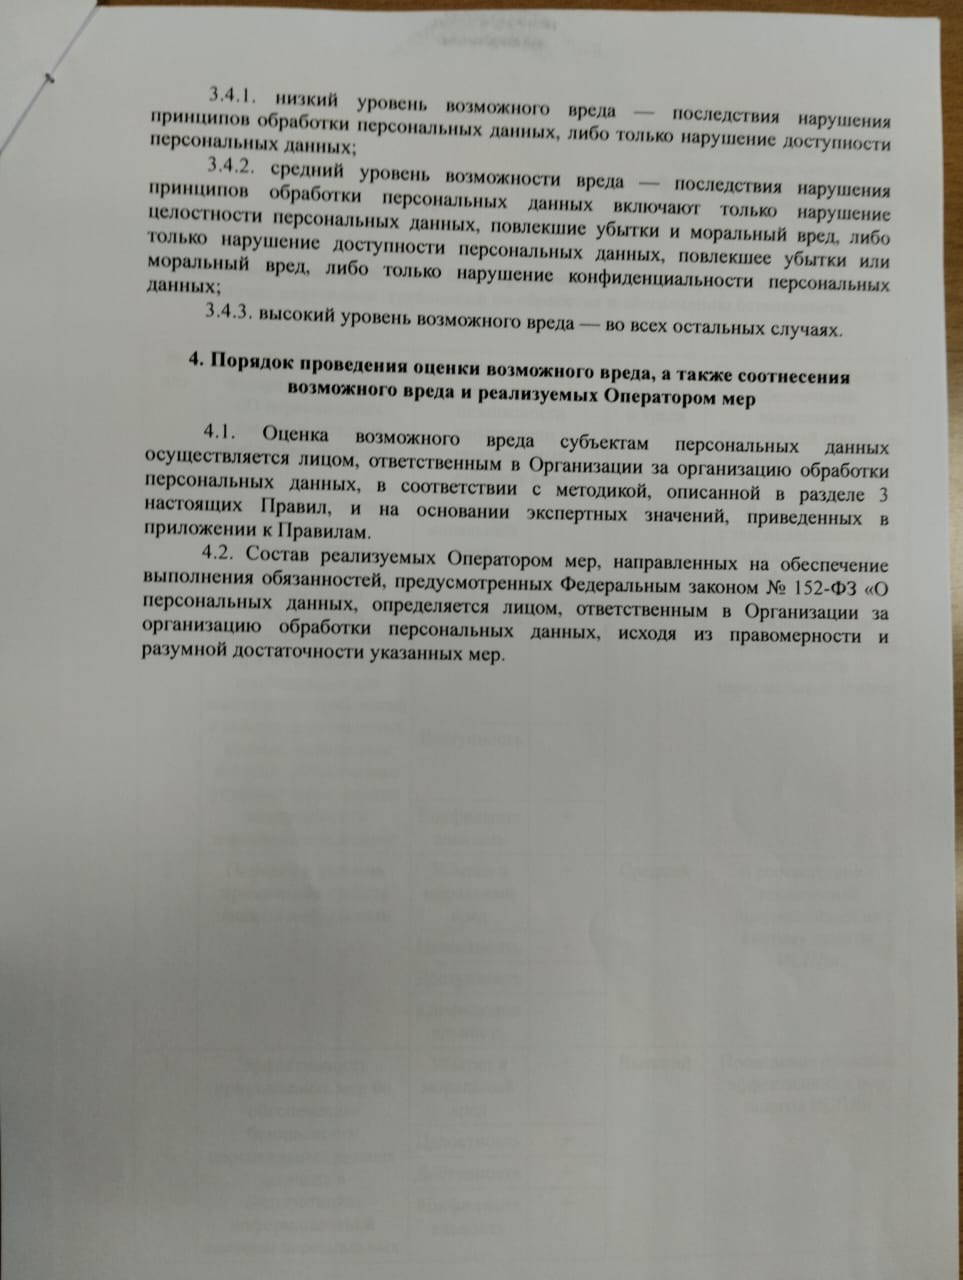 3.4.1. низкий уровень возможного вреда — последствия нарушения
принципов обработки персональных данных, либо только нарушение доступности
персональных данных;
3.4.2. средний уровень возможности вреда — последствия нарушения
принципов обработки персональных данных включают только нарушение
целостности персональных данных, повлекшие убытки и моральный вред, либо
только нарушение доступности персональных данных, повлекшее убытки или
моральный вред, либо только нарушение конфиденциальности персональных
данных;
3.4.3. высокий уровень возможного вреда — во всех остальных случаях.
4. Порядок проведения оценки возможного вреда, а также соотнесения
возможного вреда и реализуемых Оператором мер
4.1. Оценка возможного вреда субъектам персональных данных
осуществляется лицом, ответственным в Организации за организацию обработки
персональных данных, в соответствии с методикой, описанной в разделе 3
настоящих Правил, и на основании экспертных значений, приведенных в
приложении к Правилам.
4.2. Состав реализуемых Оператором мер, направленных на обеспечение
выполнения обязанностей, предусмотренных Федеральным законом № 152-ФЗ «О
персональных данных, определяется лицом, ответственным в Организации за
организацию обработки персональных данных, исходя из правомерности и
разумной достаточности указанных мер.